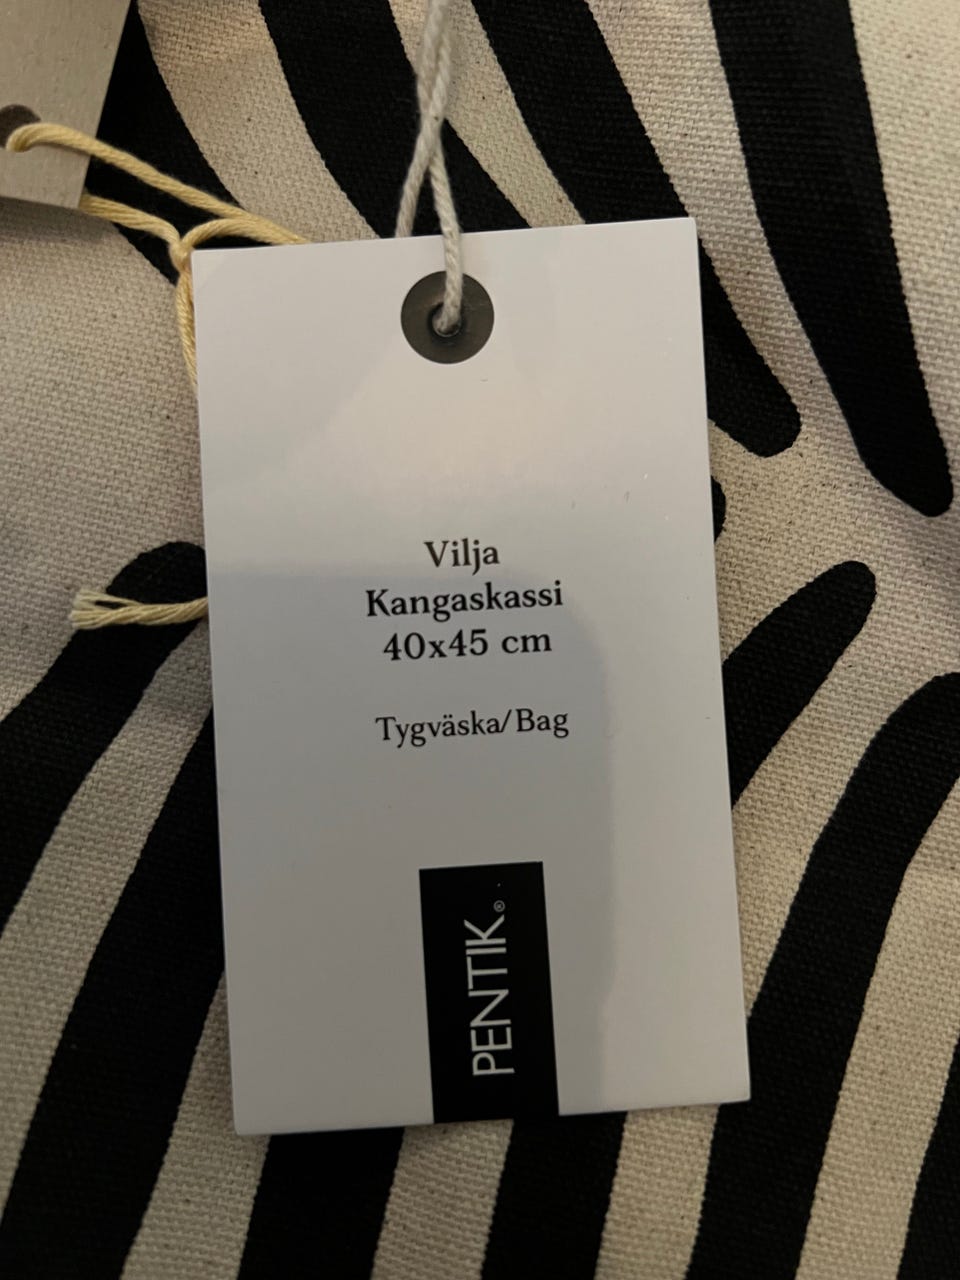 Vilja
Kangaskassi
40x45 cm
Tygväska/Bag
PENTIK®